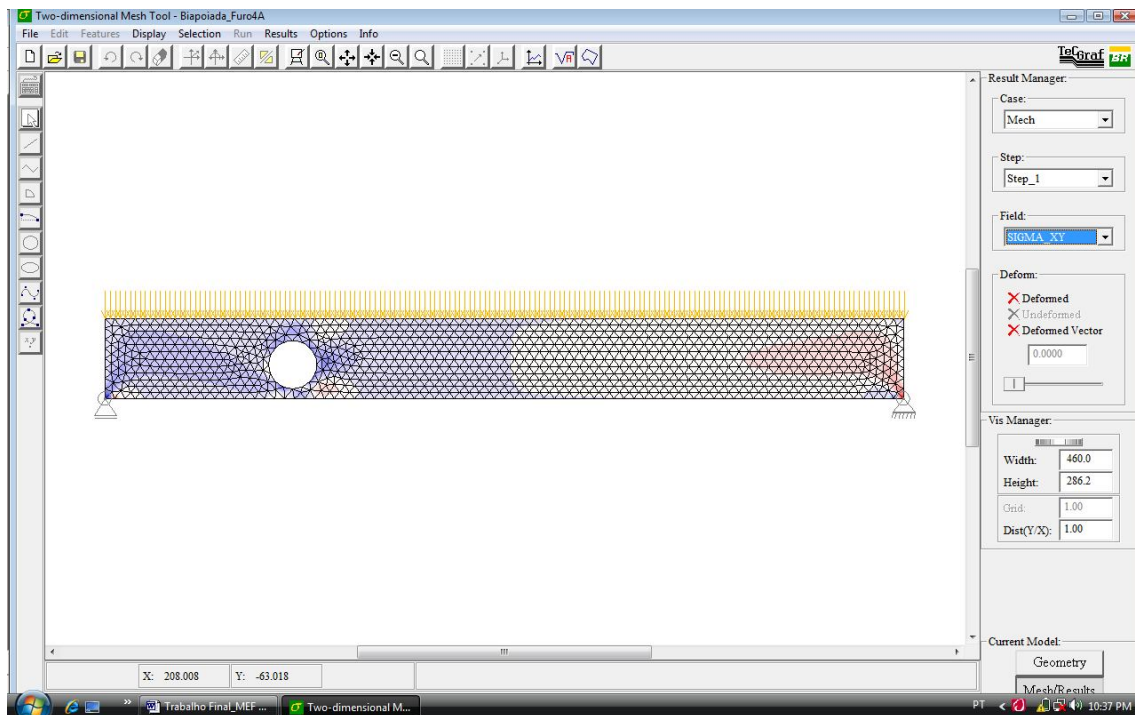 Two-dimensional Mesh Tool - Biapoiada_Furo4A
File Edit Features Display Selection Run Results Options Info
TeCGraf BR
Result Manager:
Case:
Mech
Step:
Step_1
Field:
SIGMA_XY
Deform:
Deformed
Undeformed
Deformed Vector
0.0000
Vis Manager:
Width: 460.0
Height: 286.2
Grid: 1.00
Dist(Y/X): 1.00
Current Model:
Geometry
Mesh/Results
X: 208.008 Y: -63.018
Trabalho Final_MEF ... Two-dimensional M... PT 10:37 PM